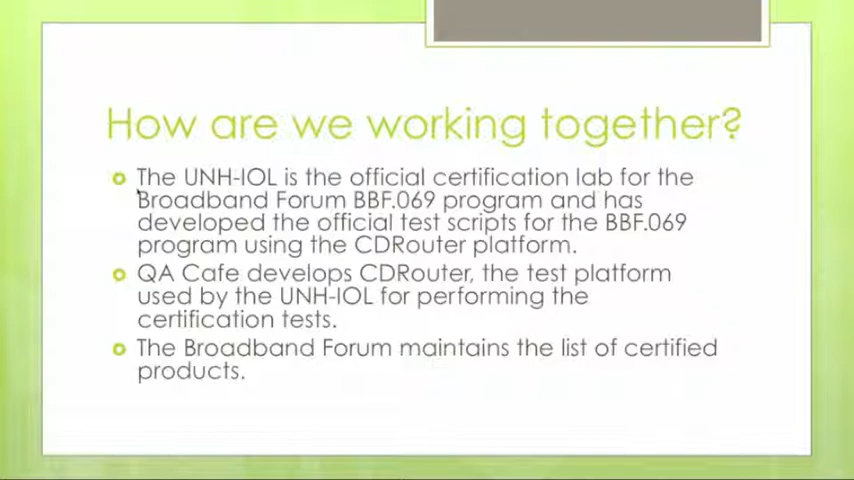 How are we working together?
The UNH-IOL is the official certification lab for the
Broadband Forum BBF.069 program and has
developed the official test scripts for the BBF.069
program using the CDRouter platform.
QA Cafe develops CDRouter, the test platform
used by the UNH-IOL for performing the
certification tests.
The Broadband Forum maintains the list of certified
products.